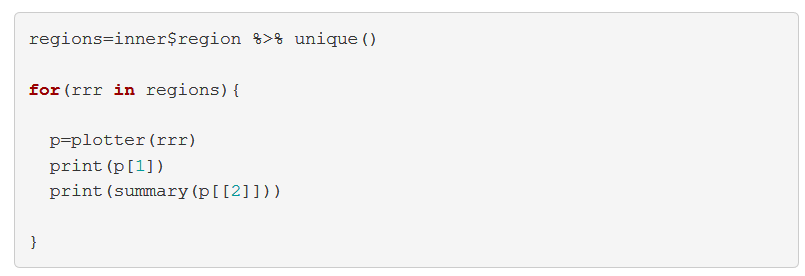 regions=inner$region %>% unique()
for(rrr in regions){
p=plotter(rrr)
print(p[1])
print(summary(p[[2]]))
}